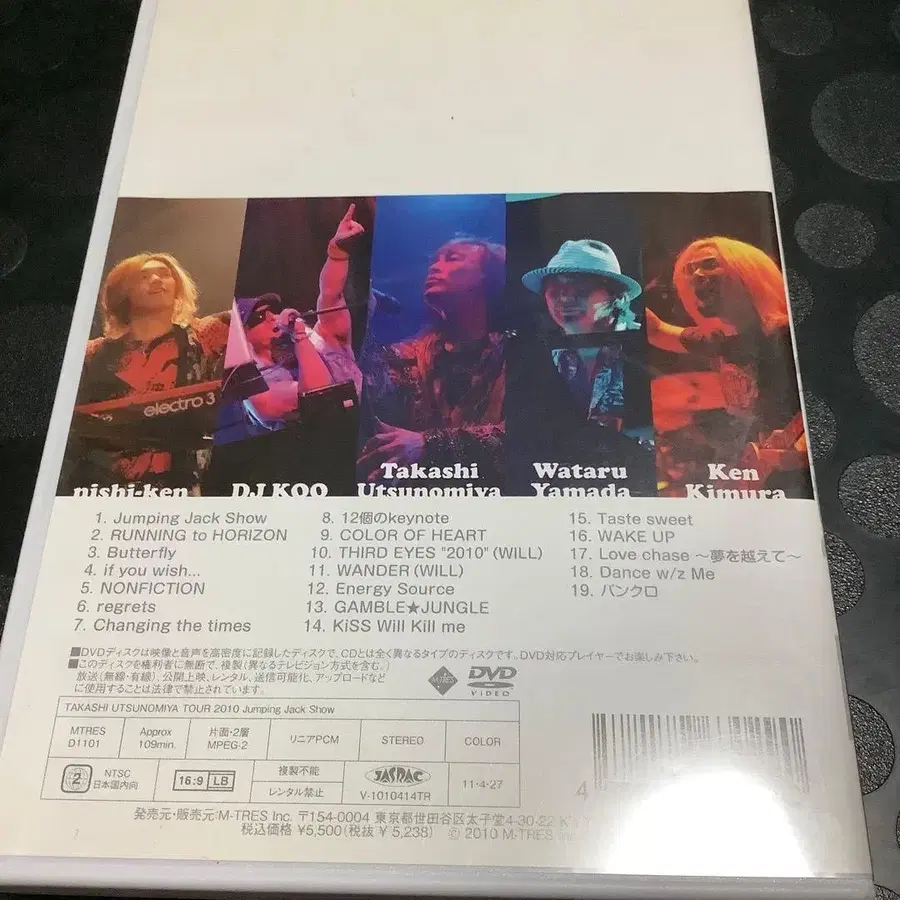 electro 3
nishi-ken
DJ KOO
Takashi
Utsunomiya
Wataru
Yamada
Ken
Kimura
1. Jumping Jack Show
2. RUNNING to HORIZON
3. Butterfly
4. if you wish...
5. NONFICTION
6. regrets
7. Changing the times
8. 12個のkeynote
9. COLOR OF HEART
10. THIRD EYES "2010" (WILL)
11. WANDER (WILL)
12. Energy Source
13. GAMBLE★JUNGLE
14. KiSS Will Kill me
15. Taste sweet
16. WAKE UP
17. Love chase ～夢を越えて～
18. Dance w/z Me
19. パンクロ
■DVDディスクは映像と音声を高密度に記録したディスクで、CDとは全く異なるタイプのディスクです。DVD対応プレイヤーでお楽しみ下さい。
■このディスクを権利者に無断で、複製(異なるテレビジョン方式を含む。)
放送(無線・有線)、公開上映、レンタル、送信可能化、アップロードなど
に使用することは法律で禁止されています。
M-TRES
DVD
VIDEO
TAKASHI UTSUNOMIYA TOUR 2010 Jumping Jack Show
MTRES
D1101
Approx
109min.
片面・2層
MPEG-2
リニアPCM
STEREO
COLOR
2
NTSC
日本国内向
16:9 LB
複製不能
レンタル禁止
JASRAC
V-1010414TR
11・4・27
4
発売元・販売元:M-TRES Inc. 〒154-0004 東京都世田谷区太子堂4-30-22
税込価格 ¥5,500(税抜 ¥5,238) © 2010 M-TRES